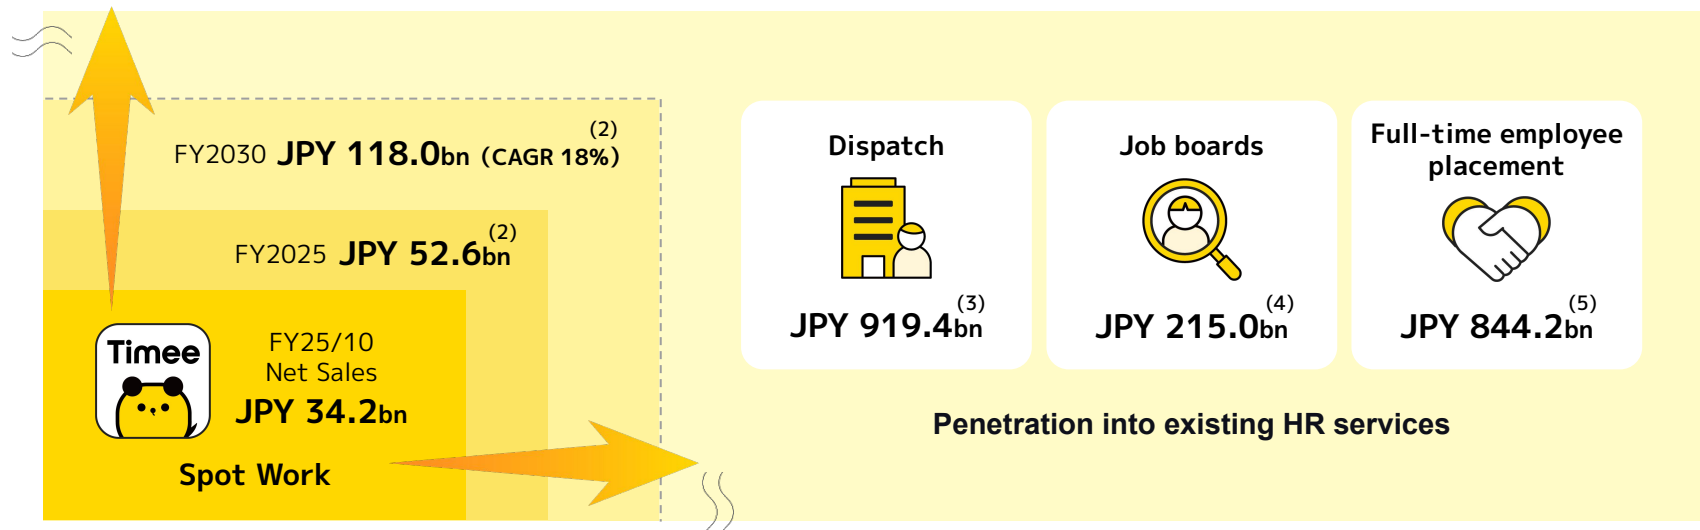 FY2030 JPY 118.0bn (CAGR 18%) (2)
FY2025 JPY 52.6bn (2)
Timee
FY25/10
Net Sales
JPY 34.2bn
Spot Work
Dispatch
JPY 919.4bn (3)
Job boards
JPY 215.0bn (4)
Full-time employee
placement
JPY 844.2bn (5)
Penetration into existing HR services